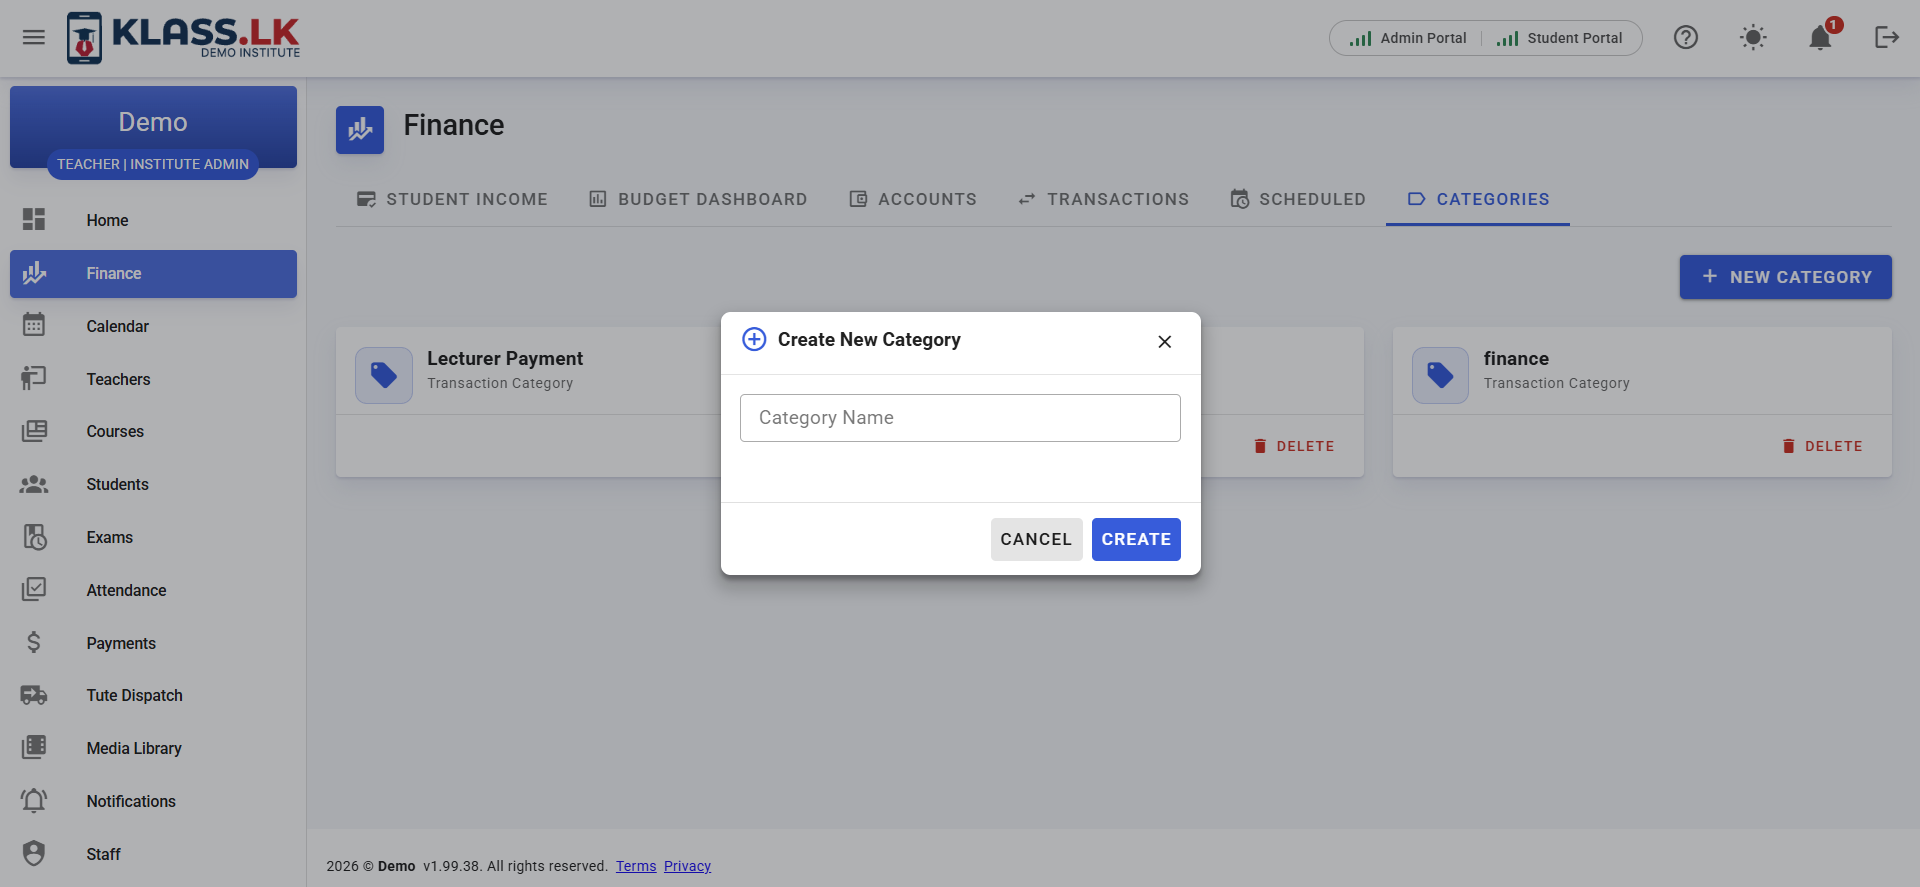 KLASS.LK
DEMO INSTITUTE
Admin Portal
Student Portal
1
Demo
TEACHER | INSTITUTE ADMIN
Home
Finance
Calendar
Teachers
Courses
Students
Exams
Attendance
Payments
Tute Dispatch
Media Library
Notifications
Staff
Finance
STUDENT INCOME
BUDGET DASHBOARD
ACCOUNTS
TRANSACTIONS
SCHEDULED
CATEGORIES
+ NEW CATEGORY
Lecturer Payment
Transaction Category
DELETE
finance
Transaction Category
DELETE
Create New Category
Category Name
CANCEL
CREATE
2026 © Demo v1.99.38. All rights reserved. Terms Privacy